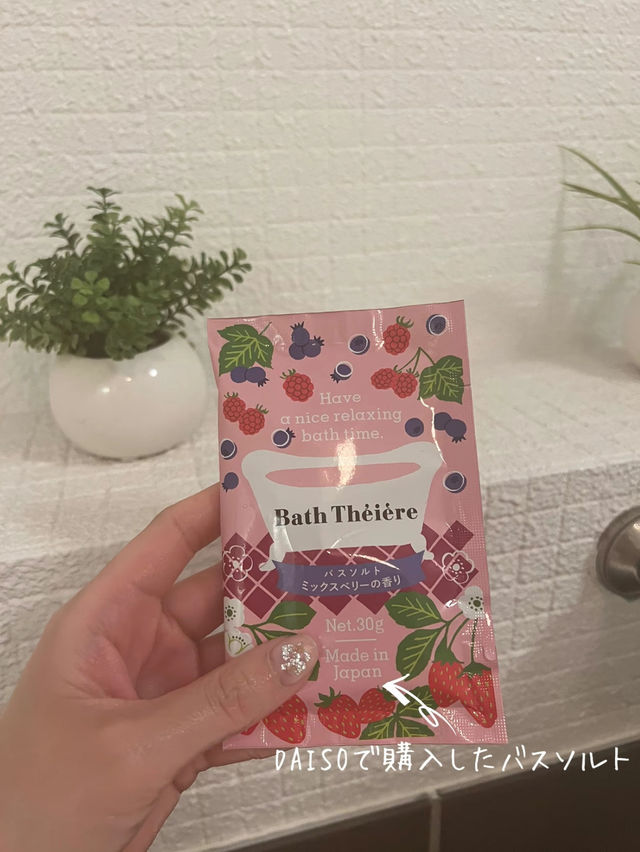 Have
a nice relaxing
bath time.
Bath Théière
バスソルト
ミックスベリーの香り
Net.30g
Made in
Japan
DAISOで購入したバスソルト